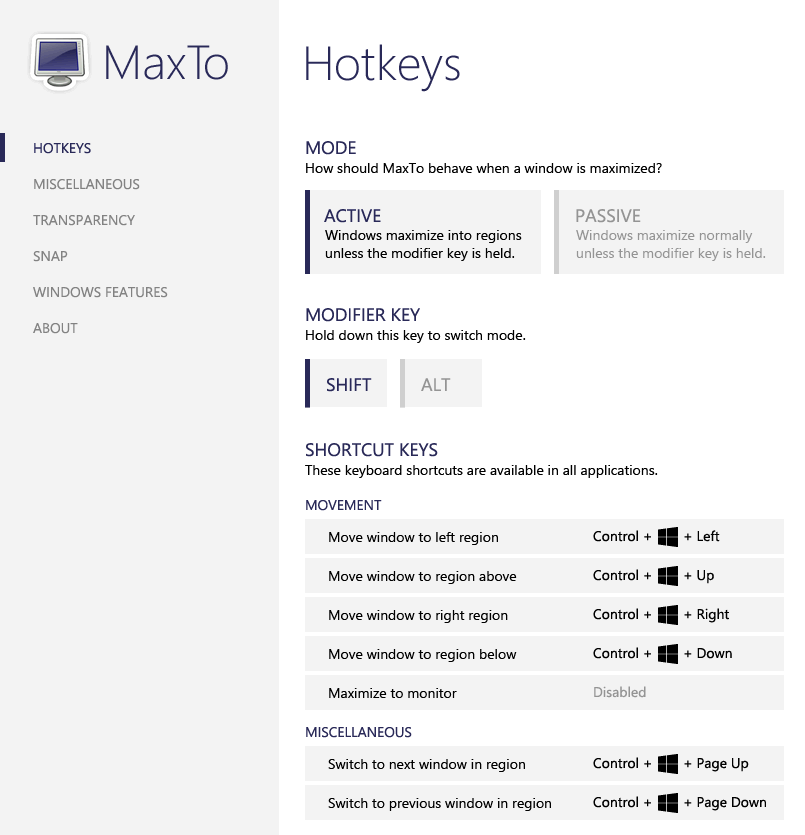 MaxTo
HOTKEYS
MISCELLANEOUS
TRANSPARENCY
SNAP
WINDOWS FEATURES
ABOUT
Hotkeys
MODE
How should MaxTo behave when a window is maximized?
ACTIVE
Windows maximize into regions
unless the modifier key is held.
PASSIVE
Windows maximize normally
unless the modifier key is held.
MODIFIER KEY
Hold down this key to switch mode.
SHIFT
ALT
SHORTCUT KEYS
These keyboard shortcuts are available in all applications.
MOVEMENT
Move window to left region Control + + Left
Move window to region above Control + + Up
Move window to right region Control + + Right
Move window to region below Control + + Down
Maximize to monitor Disabled
MISCELLANEOUS
Switch to next window in region Control + + Page Up
Switch to previous window in region Control + + Page Down